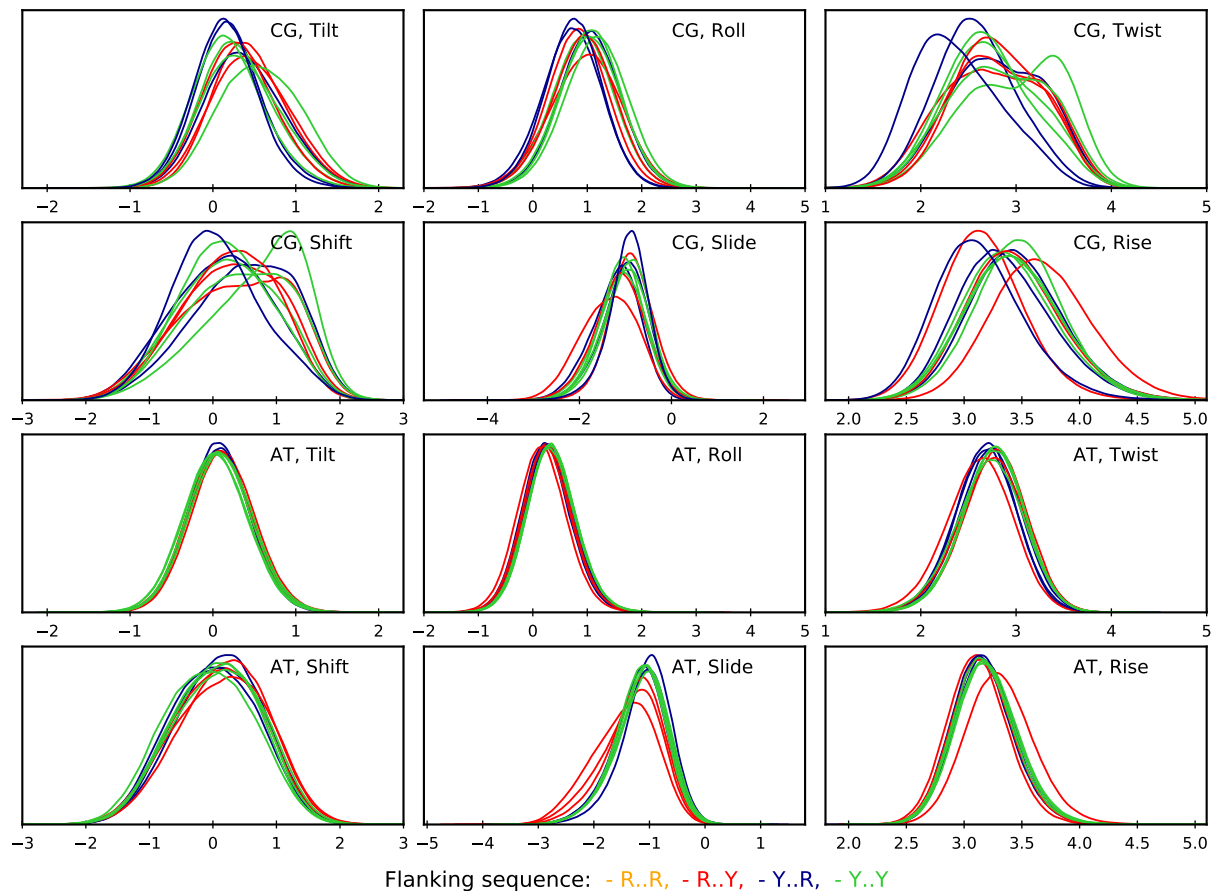 CG, Tilt
CG, Roll
CG, Twist
−2 −1 0 1 2
−2 −1 0 1 2 3 4 5
1 2 3 4 5
CG, Shift
CG, Slide
CG, Rise
−3 −2 −1 0 1 2 3
−4 −2 0 2
2.0 2.5 3.0 3.5 4.0 4.5 5.0
AT, Tilt
AT, Roll
AT, Twist
−2 −1 0 1 2
−2 −1 0 1 2 3 4 5
1 2 3 4 5
AT, Shift
AT, Slide
AT, Rise
−3 −2 −1 0 1 2 3
−5 −4 −3 −2 −1 0 1
2.0 2.5 3.0 3.5 4.0 4.5 5.0
Flanking sequence: - R..R, - R..Y, - Y..R, - Y..Y